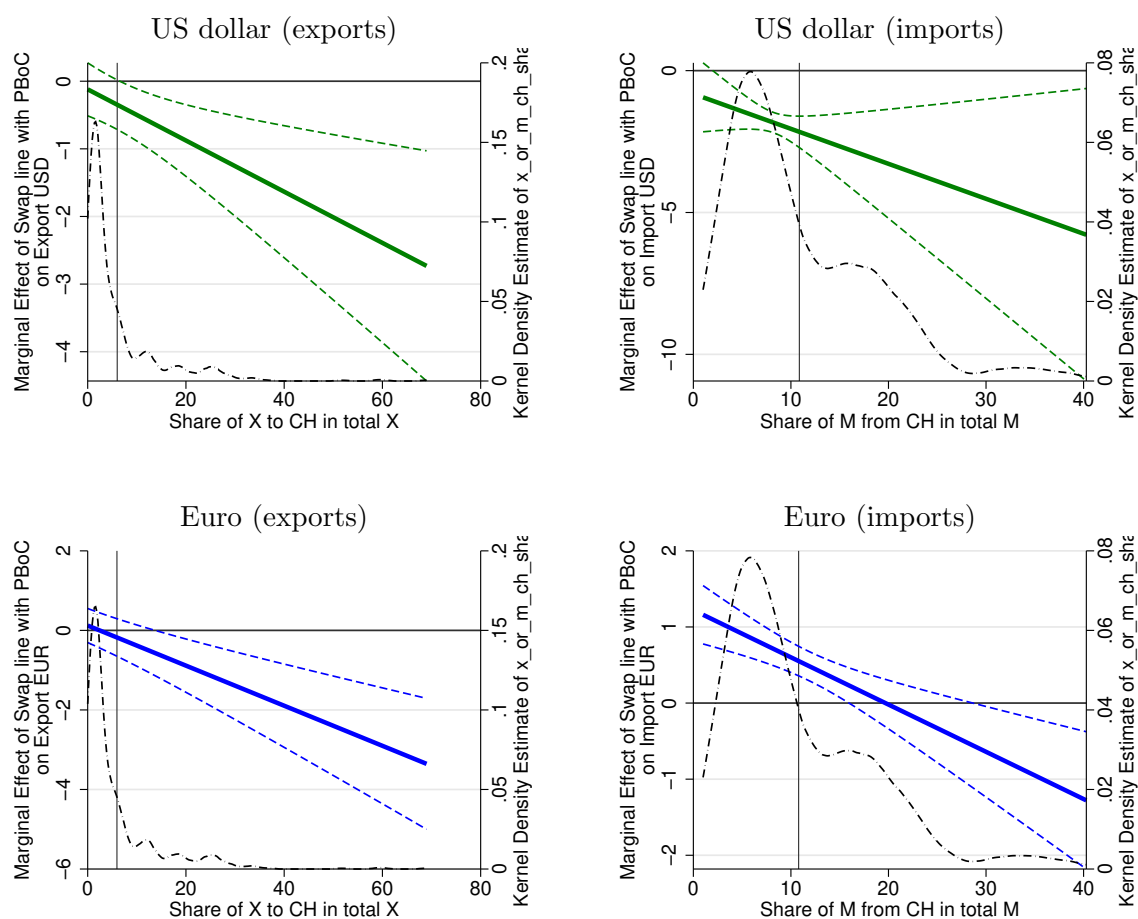 US dollar (exports)
Marginal Effect of Swap line with PBoC
on Export USD
0
−1
−2
−3
−4
.2
.15
.1
.05
0
Kernel Density Estimate of x_or_m_ch_sha
0 20 40 60 80
Share of X to CH in total X
US dollar (imports)
Marginal Effect of Swap line with PBoC
on Import USD
0
−5
−10
.08
.06
.04
.02
0
Kernel Density Estimate of x_or_m_ch_sha
0 10 20 30 40
Share of M from CH in total M
Euro (exports)
Marginal Effect of Swap line with PBoC
on Export EUR
2
0
−2
−4
−6
.2
.15
.1
.05
0
Kernel Density Estimate of x_or_m_ch_sha
0 20 40 60 80
Share of X to CH in total X
Euro (imports)
Marginal Effect of Swap line with PBoC
on Import EUR
2
1
0
−1
−2
.08
.06
.04
.02
0
Kernel Density Estimate of x_or_m_ch_sha
0 10 20 30 40
Share of M from CH in total M